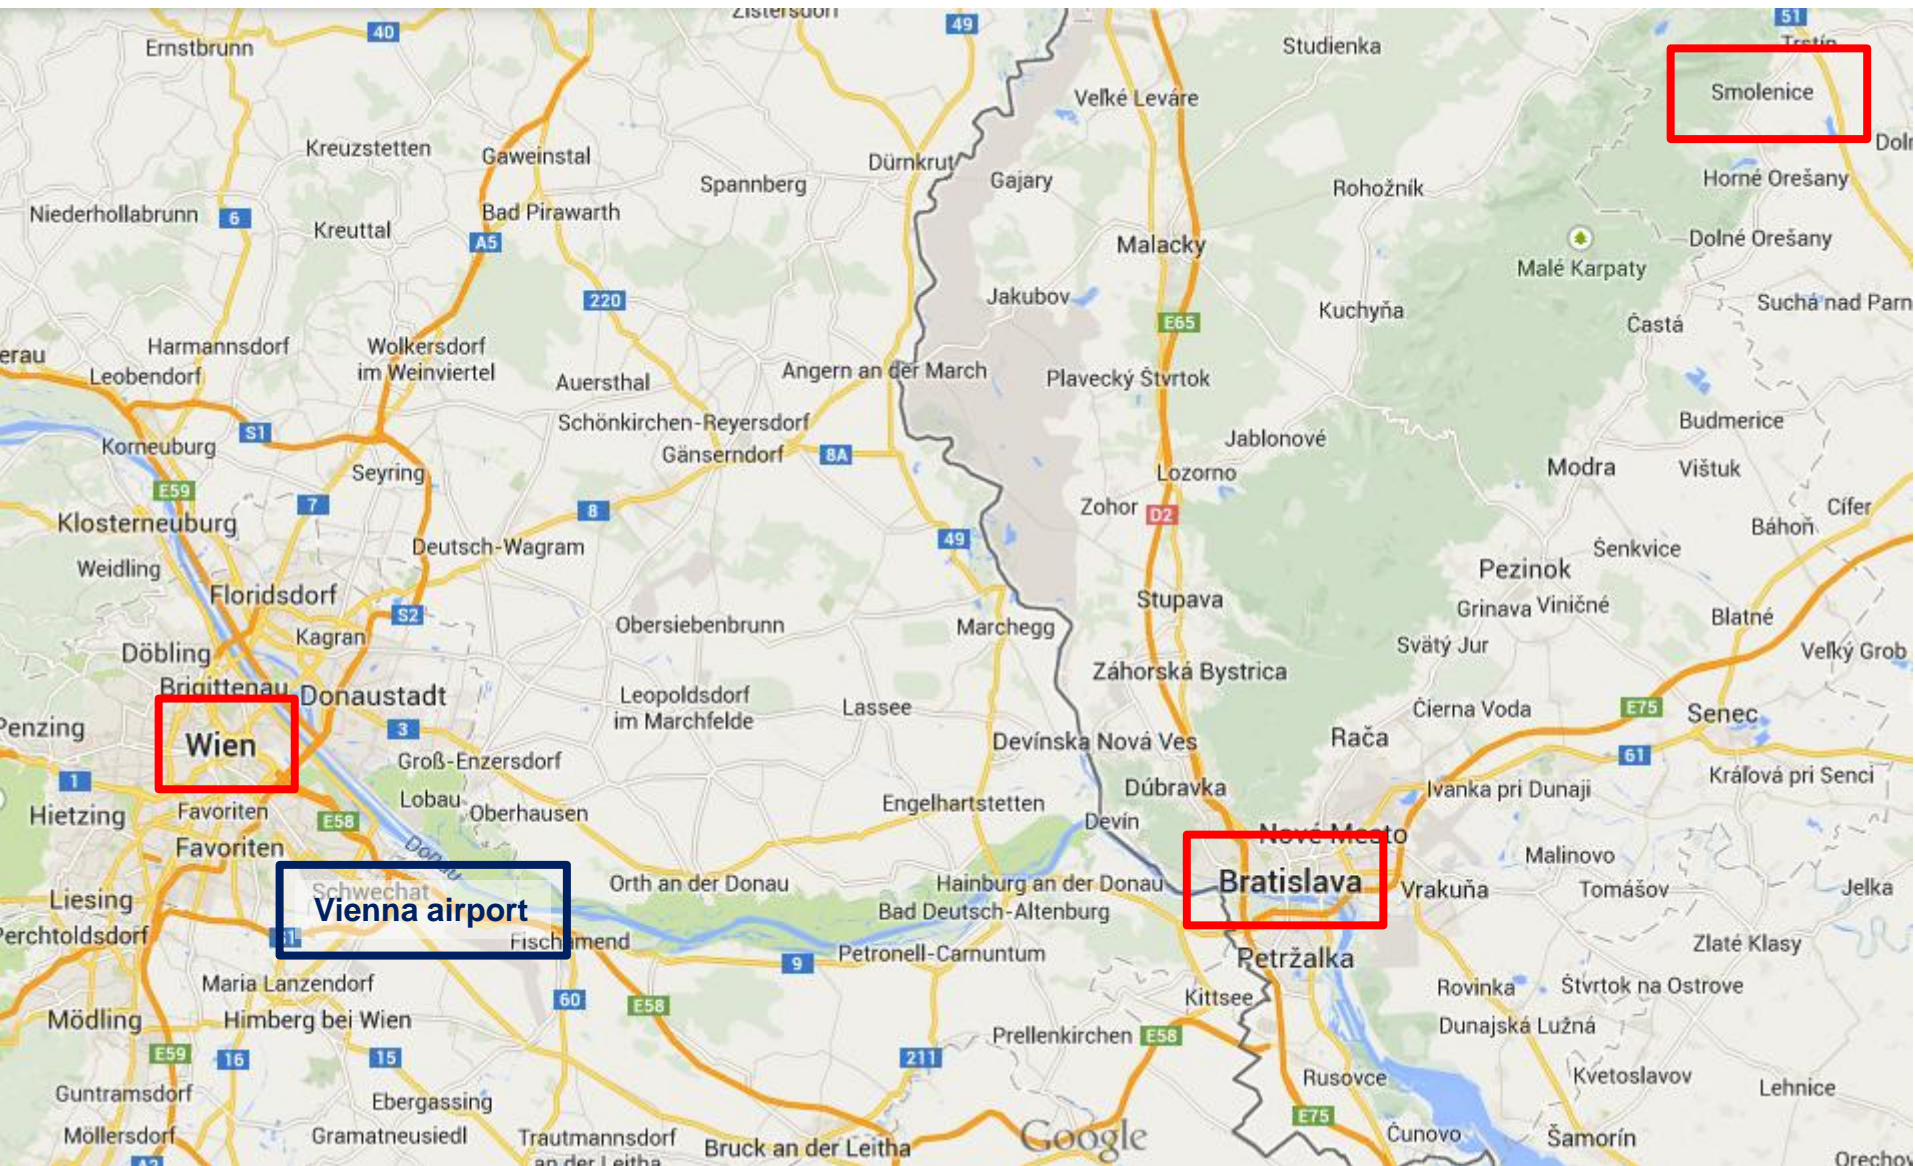 Zistersdorf
49
51
40
Ernstbrunn
Studienka
Trstín
Smolenice
Veľké Leváre
Kreuzstetten
Gaweinstal
Dürnkrut
Spannberg
Gajary
Rohožník
Horné Orešany
Niederhollabrunn
6
Kreuttal
Bad Pirawarth
A5
Malacky
Dolné Orešany
Malé Karpaty
220
Jakubov
Kuchyňa
Suchá nad Parn
E65
Častá
erau
Harmannsdorf
Wolkersdorf
im Weinviertel
Leobendorf
Auersthal
Angern an der March
Plavecký Štvrtok
Schönkirchen-Reyersdorf
Budmerice
S1
Korneuburg
Gänserndorf
8A
Jablonové
Seyring
Lozorno
Modra
Vištuk
E59
7
8
Zohor
D2
Cífer
Klosterneuburg
Báhoň
Deutsch-Wagram
49
Šenkvice
Weidling
Pezinok
Floridsdorf
S2
Stupava
Grinava
Viničné
Blatné
Kagran
Obersiebenbrunn
Marchegg
Svätý Jur
Döbling
Veľký Grob
Záhorská Bystrica
Brigittenau
Donaustadt
Leopoldsdorf
im Marchfelde
Lassee
Čierna Voda
E75
Senec
Penzing
3
Wien
Devínska Nová Ves
Rača
61
Groß-Enzersdorf
1
Dúbravka
Ivanka pri Dunaji
Kráľová pri Senci
Hietzing
Favoriten
E58
Lobau
Oberhausen
Engelhartstetten
Devín
Nové Mesto
Favoriten
Donau
Malinovo
Liesing
Schwechat
Vienna airport
Orth an der Donau
Hainburg an der Donau
Bratislava
Vrakuňa
Tomášov
Jelka
Bad Deutsch-Altenburg
Perchtoldsdorf
Fischamend
Petronell-Carnuntum
9
Petržalka
Zlaté Klasy
Maria Lanzendorf
60
E58
Kittsee
Rovinka
Štvrtok na Ostrove
Mödling
Himberg bei Wien
Prellenkirchen
E58
Dunajská Lužná
E59
16
15
211
Rusovce
Kvetoslavov
Lehnice
Guntramsdorf
Ebergassing
E75
Möllersdorf
Gramatneusiedl
Trautmannsdorf
an der Leitha
Bruck an der Leitha
Google
Čunovo
Šamorín